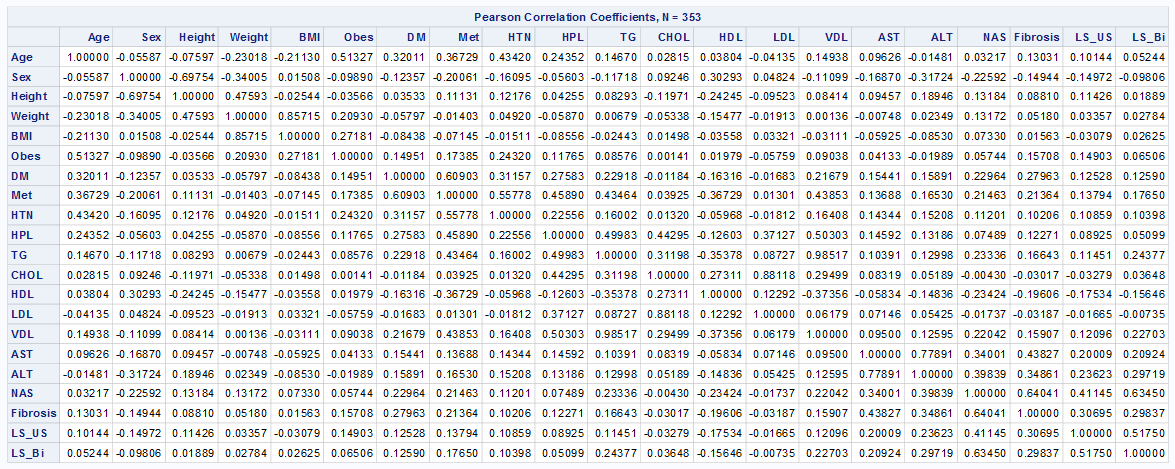 Pearson Correlation Coefficients, N = 353
Age Sex Height Weight BMI Obes DM Met HTN HPL TG CHOL HDL LDL VDL AST ALT NAS Fibrosis LS_US LS_Bi
Age 1.00000 -0.05587 -0.07597 -0.23018 -0.21130 0.51327 0.32011 0.36729 0.43420 0.24352 0.14670 0.02815 0.03804 -0.04135 0.14938 0.09626 -0.01481 0.03217 0.13031 0.10144 0.05244
Sex -0.05587 1.00000 -0.69754 -0.34005 0.01508 -0.09890 -0.12357 -0.20061 -0.16095 -0.05603 -0.11718 0.09246 0.30293 0.04824 -0.11099 -0.16870 -0.31724 -0.22592 -0.14944 -0.14972 -0.09806
Height -0.07597 -0.69754 1.00000 0.47593 -0.02544 -0.03566 0.03533 0.11131 0.12176 0.04255 0.08293 -0.11971 -0.24245 -0.09523 0.08414 0.09457 0.18946 0.13184 0.08810 0.11426 0.01889
Weight -0.23018 -0.34005 0.47593 1.00000 0.85715 0.20930 -0.05797 -0.01403 0.04920 -0.05870 0.00679 -0.05338 -0.15477 -0.01913 0.00136 -0.00748 0.02349 0.13172 0.05180 0.03357 0.02784
BMI -0.21130 0.01508 -0.02544 0.85715 1.00000 0.27181 -0.08438 -0.07145 -0.01511 -0.08556 -0.02443 0.01498 -0.03558 0.03321 -0.03111 -0.05925 -0.08530 0.07330 0.01563 -0.03079 0.02625
Obes 0.51327 -0.09890 -0.03566 0.20930 0.27181 1.00000 0.14951 0.17385 0.24320 0.11765 0.08576 0.00141 0.01979 -0.05759 0.09038 0.04133 -0.01989 0.05744 0.15708 0.14903 0.06506
DM 0.32011 -0.12357 0.03533 -0.05797 -0.08438 0.14951 1.00000 0.60903 0.31157 0.27583 0.22918 -0.01184 -0.16316 -0.01683 0.21679 0.15441 0.15891 0.22964 0.27963 0.12528 0.12590
Met 0.36729 -0.20061 0.11131 -0.01403 -0.07145 0.17385 0.60903 1.00000 0.55778 0.45890 0.43464 0.03925 -0.36729 0.01301 0.43853 0.13688 0.16530 0.21463 0.21364 0.13794 0.17650
HTN 0.43420 -0.16095 0.12176 0.04920 -0.01511 0.24320 0.31157 0.55778 1.00000 0.22556 0.16002 0.01320 -0.05968 -0.01812 0.16408 0.14344 0.15208 0.11201 0.10206 0.10859 0.10398
HPL 0.24352 -0.05603 0.04255 -0.05870 -0.08556 0.11765 0.27583 0.45890 0.22556 1.00000 0.49983 0.44295 -0.12603 0.37127 0.50303 0.14592 0.13186 0.07489 0.12271 0.08925 0.05099
TG 0.14670 -0.11718 0.08293 0.00679 -0.02443 0.08576 0.22918 0.43464 0.16002 0.49983 1.00000 0.31198 -0.35378 0.08727 0.98517 0.10391 0.12998 0.23336 0.16643 0.11451 0.24377
CHOL 0.02815 0.09246 -0.11971 -0.05338 0.01498 0.00141 -0.01184 0.03925 0.01320 0.44295 0.31198 1.00000 0.27311 0.88118 0.29499 0.08319 0.05189 -0.00430 -0.03017 -0.03279 0.03648
HDL 0.03804 0.30293 -0.24245 -0.15477 -0.03558 0.01979 -0.16316 -0.36729 -0.05968 -0.12603 -0.35378 0.27311 1.00000 0.12292 -0.37356 -0.05834 -0.14836 -0.23424 -0.19606 -0.17534 -0.15646
LDL -0.04135 0.04824 -0.09523 -0.01913 0.03321 -0.05759 -0.01683 0.01301 -0.01812 0.37127 0.08727 0.88118 0.12292 1.00000 0.06179 0.07146 0.05425 -0.01737 -0.03187 -0.01665 -0.00735
VDL 0.14938 -0.11099 0.08414 0.00136 -0.03111 0.09038 0.21679 0.43853 0.16408 0.50303 0.98517 0.29499 -0.37356 0.06179 1.00000 0.09500 0.12595 0.22042 0.15907 0.12096 0.22703
AST 0.09626 -0.16870 0.09457 -0.00748 -0.05925 0.04133 0.15441 0.13688 0.14344 0.14592 0.10391 0.08319 -0.05834 0.07146 0.09500 1.00000 0.77891 0.34001 0.43827 0.20009 0.20924
ALT -0.01481 -0.31724 0.18946 0.02349 -0.08530 -0.01989 0.15891 0.16530 0.15208 0.13186 0.12998 0.05189 -0.14836 0.05425 0.12595 0.77891 1.00000 0.39839 0.34861 0.23623 0.29719
NAS 0.03217 -0.22592 0.13184 0.13172 0.07330 0.05744 0.22964 0.21463 0.11201 0.07489 0.23336 -0.00430 -0.23424 -0.01737 0.22042 0.34001 0.39839 1.00000 0.64041 0.41145 0.63450
Fibrosis 0.13031 -0.14944 0.08810 0.05180 0.01563 0.15708 0.27963 0.21364 0.10206 0.12271 0.16643 -0.03017 -0.19606 -0.03187 0.15907 0.43827 0.34861 0.64041 1.00000 0.30695 0.29837
LS_US 0.10144 -0.14972 0.11426 0.03357 -0.03079 0.14903 0.12528 0.13794 0.10859 0.08925 0.11451 -0.03279 -0.17534 -0.01665 0.12096 0.20009 0.23623 0.41145 0.30695 1.00000 0.51750
LS_Bi 0.05244 -0.09806 0.01889 0.02784 0.02625 0.06506 0.12590 0.17650 0.10398 0.05099 0.24377 0.03648 -0.15646 -0.00735 0.22703 0.20924 0.29719 0.63450 0.29837 0.51750 1.00000